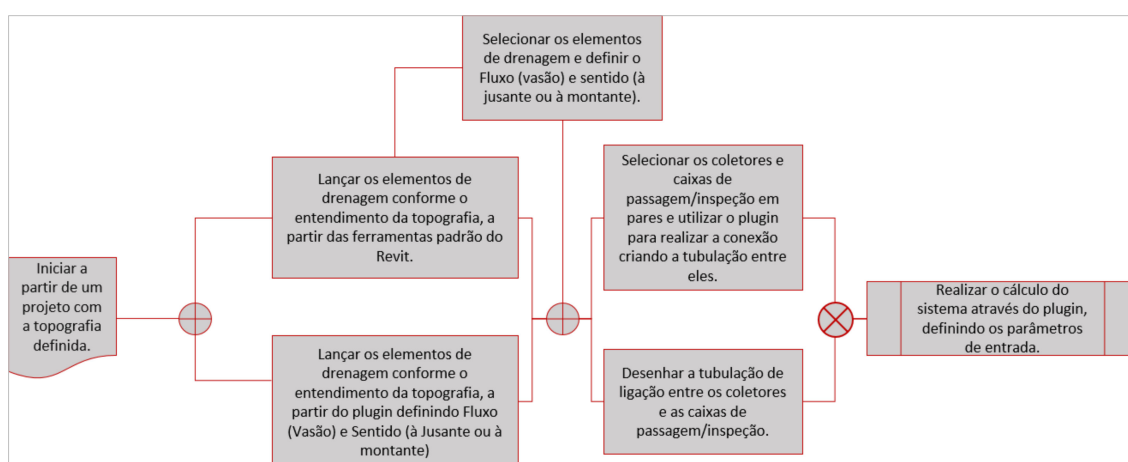 Iniciar a
partir de um
projeto com
a topografia
definida.
Lançar os elementos de
drenagem conforme o
entendimento da topografia, a
partir das ferramentas padrão do
Revit.
Lançar os elementos de
drenagem conforme o
entendimento da topografia, a
partir do plugin definindo Fluxo
(Vasão) e Sentido (à Jusante ou à
montante)
Selecionar os elementos
de drenagem e definir o
Fluxo (vasão) e sentido (à
jusante ou à montante).
Selecionar os coletores e
caixas de
passagem/inspeção em
pares e utilizar o plugin
para realizar a conexão
criando a tubulação entre
eles.
Desenhar a tubulação de
ligação entre os coletores
e as caixas de
passagem/inspeção.
Realizar o cálculo do
sistema através do plugin,
definindo os parâmetros
de entrada.